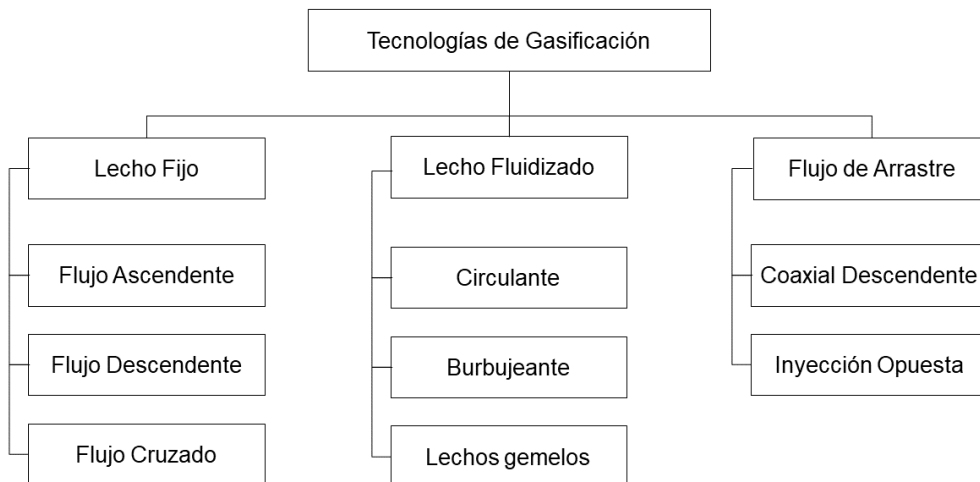 Tecnologías de Gasificación
Lecho Fijo
Flujo Ascendente
Flujo Descendente
Flujo Cruzado
Lecho Fluidizado
Circulante
Burbujeante
Lechos gemelos
Flujo de Arrastre
Coaxial Descendente
Inyección Opuesta